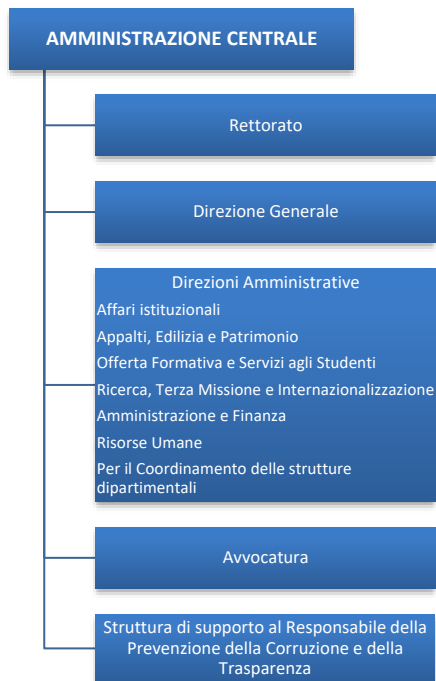 AMMINISTRAZIONE CENTRALE
Rettorato
Direzione Generale
Direzioni Amministrative
Affari istituzionali
Appalti, Edilizia e Patrimonio
Offerta Formativa e Servizi agli Studenti
Ricerca, Terza Missione e Internazionalizzazione
Amministrazione e Finanza
Risorse Umane
Per il Coordinamento delle strutture
dipartimentali
Avvocatura
Struttura di supporto al Responsabile della
Prevenzione della Corruzione e della
Trasparenza